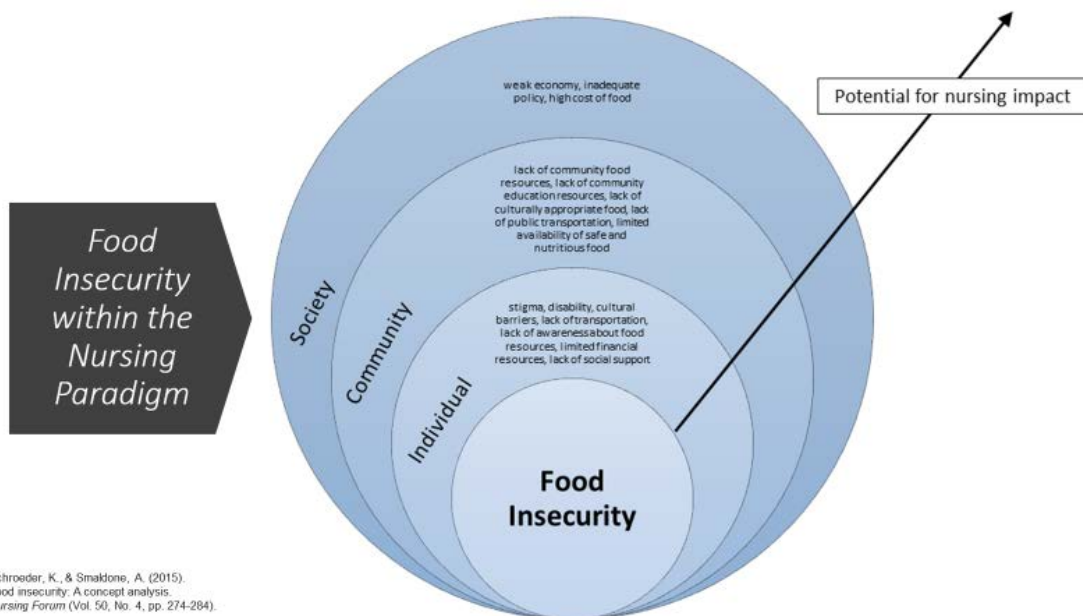 Food
Insecurity
within the
Nursing
Paradigm
weak economy, inadequate
policy, high cost of food
Society
lack of community food
resources, lack of community
education resources, lack of
culturally appropriate food, lack
of public transportation, limited
availability of safe and
nutritious food
Community
stigma, disability, cultural
barriers, lack of transportation,
lack of awareness about food
resources, limited financial
resources, lack of social support
Individual
Food
Insecurity
Potential for nursing impact
chroeder, K., & Smaldone, A. (2015).
ood insecurity: A concept analysis.
ursing Forum (Vol. 50, No. 4, pp. 274-284).